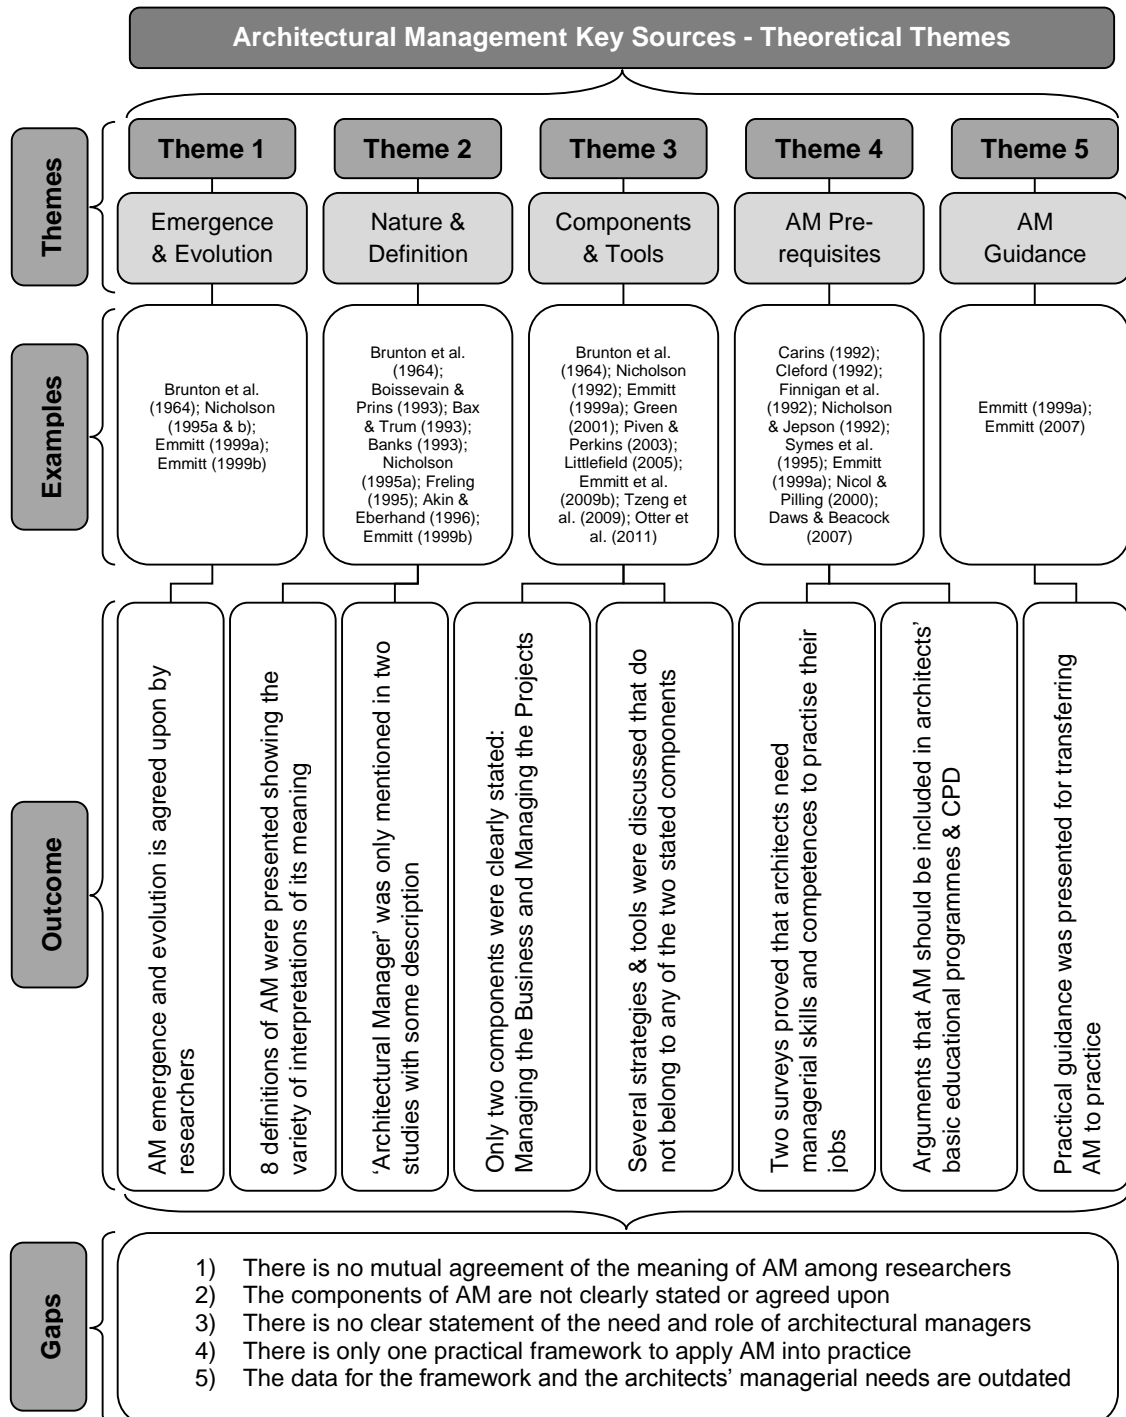 Architectural Management Key Sources - Theoretical Themes
Themes
Theme 1
Theme 2
Theme 3
Theme 4
Theme 5
Emergence
& Evolution
Nature &
Definition
Components
& Tools
AM Pre-
requisites
AM
Guidance
Examples
Brunton et al.
(1964); Nicholson
(1995a & b);
Emmitt (1999a);
Emmitt (1999b)
Brunton et al.
(1964);
Boissevain &
Prins (1993); Bax
& Trum (1993);
Banks (1993);
Nicholson
(1995a); Freling
(1995); Akin &
Eberhand (1996);
Emmitt (1999b)
Brunton et al.
(1964); Nicholson
(1992); Emmitt
(1999a); Green
(2001); Piven &
Perkins (2003);
Littlefield (2005);
Emmitt et al.
(2009b); Tzeng et
al. (2009); Otter et
al. (2011)
Carins (1992);
Cleford (1992);
Finnigan et al.
(1992); Nicholson
& Jepson (1992);
Symes et al.
(1995); Emmitt
(1999a); Nicol &
Pilling (2000);
Daws & Beacock
(2007)
Emmitt (1999a);
Emmitt (2007)
Outcome
AM emergence and evolution is agreed upon by
researchers
8 definitions of AM were presented showing the
variety of interpretations of its meaning
‘Architectural Manager’ was only mentioned in two
studies with some description
Only two components were clearly stated:
Managing the Business and Managing the Projects
Several strategies & tools were discussed that do
not belong to any of the two stated components
Two surveys proved that architects need
managerial skills and competences to practise their
jobs
Arguments that AM should be included in architects’
basic educational programmes & CPD
Practical guidance was presented for transferring
AM to practice
Gaps
1) There is no mutual agreement of the meaning of AM among researchers
2) The components of AM are not clearly stated or agreed upon
3) There is no clear statement of the need and role of architectural managers
4) There is only one practical framework to apply AM into practice
5) The data for the framework and the architects’ managerial needs are outdated